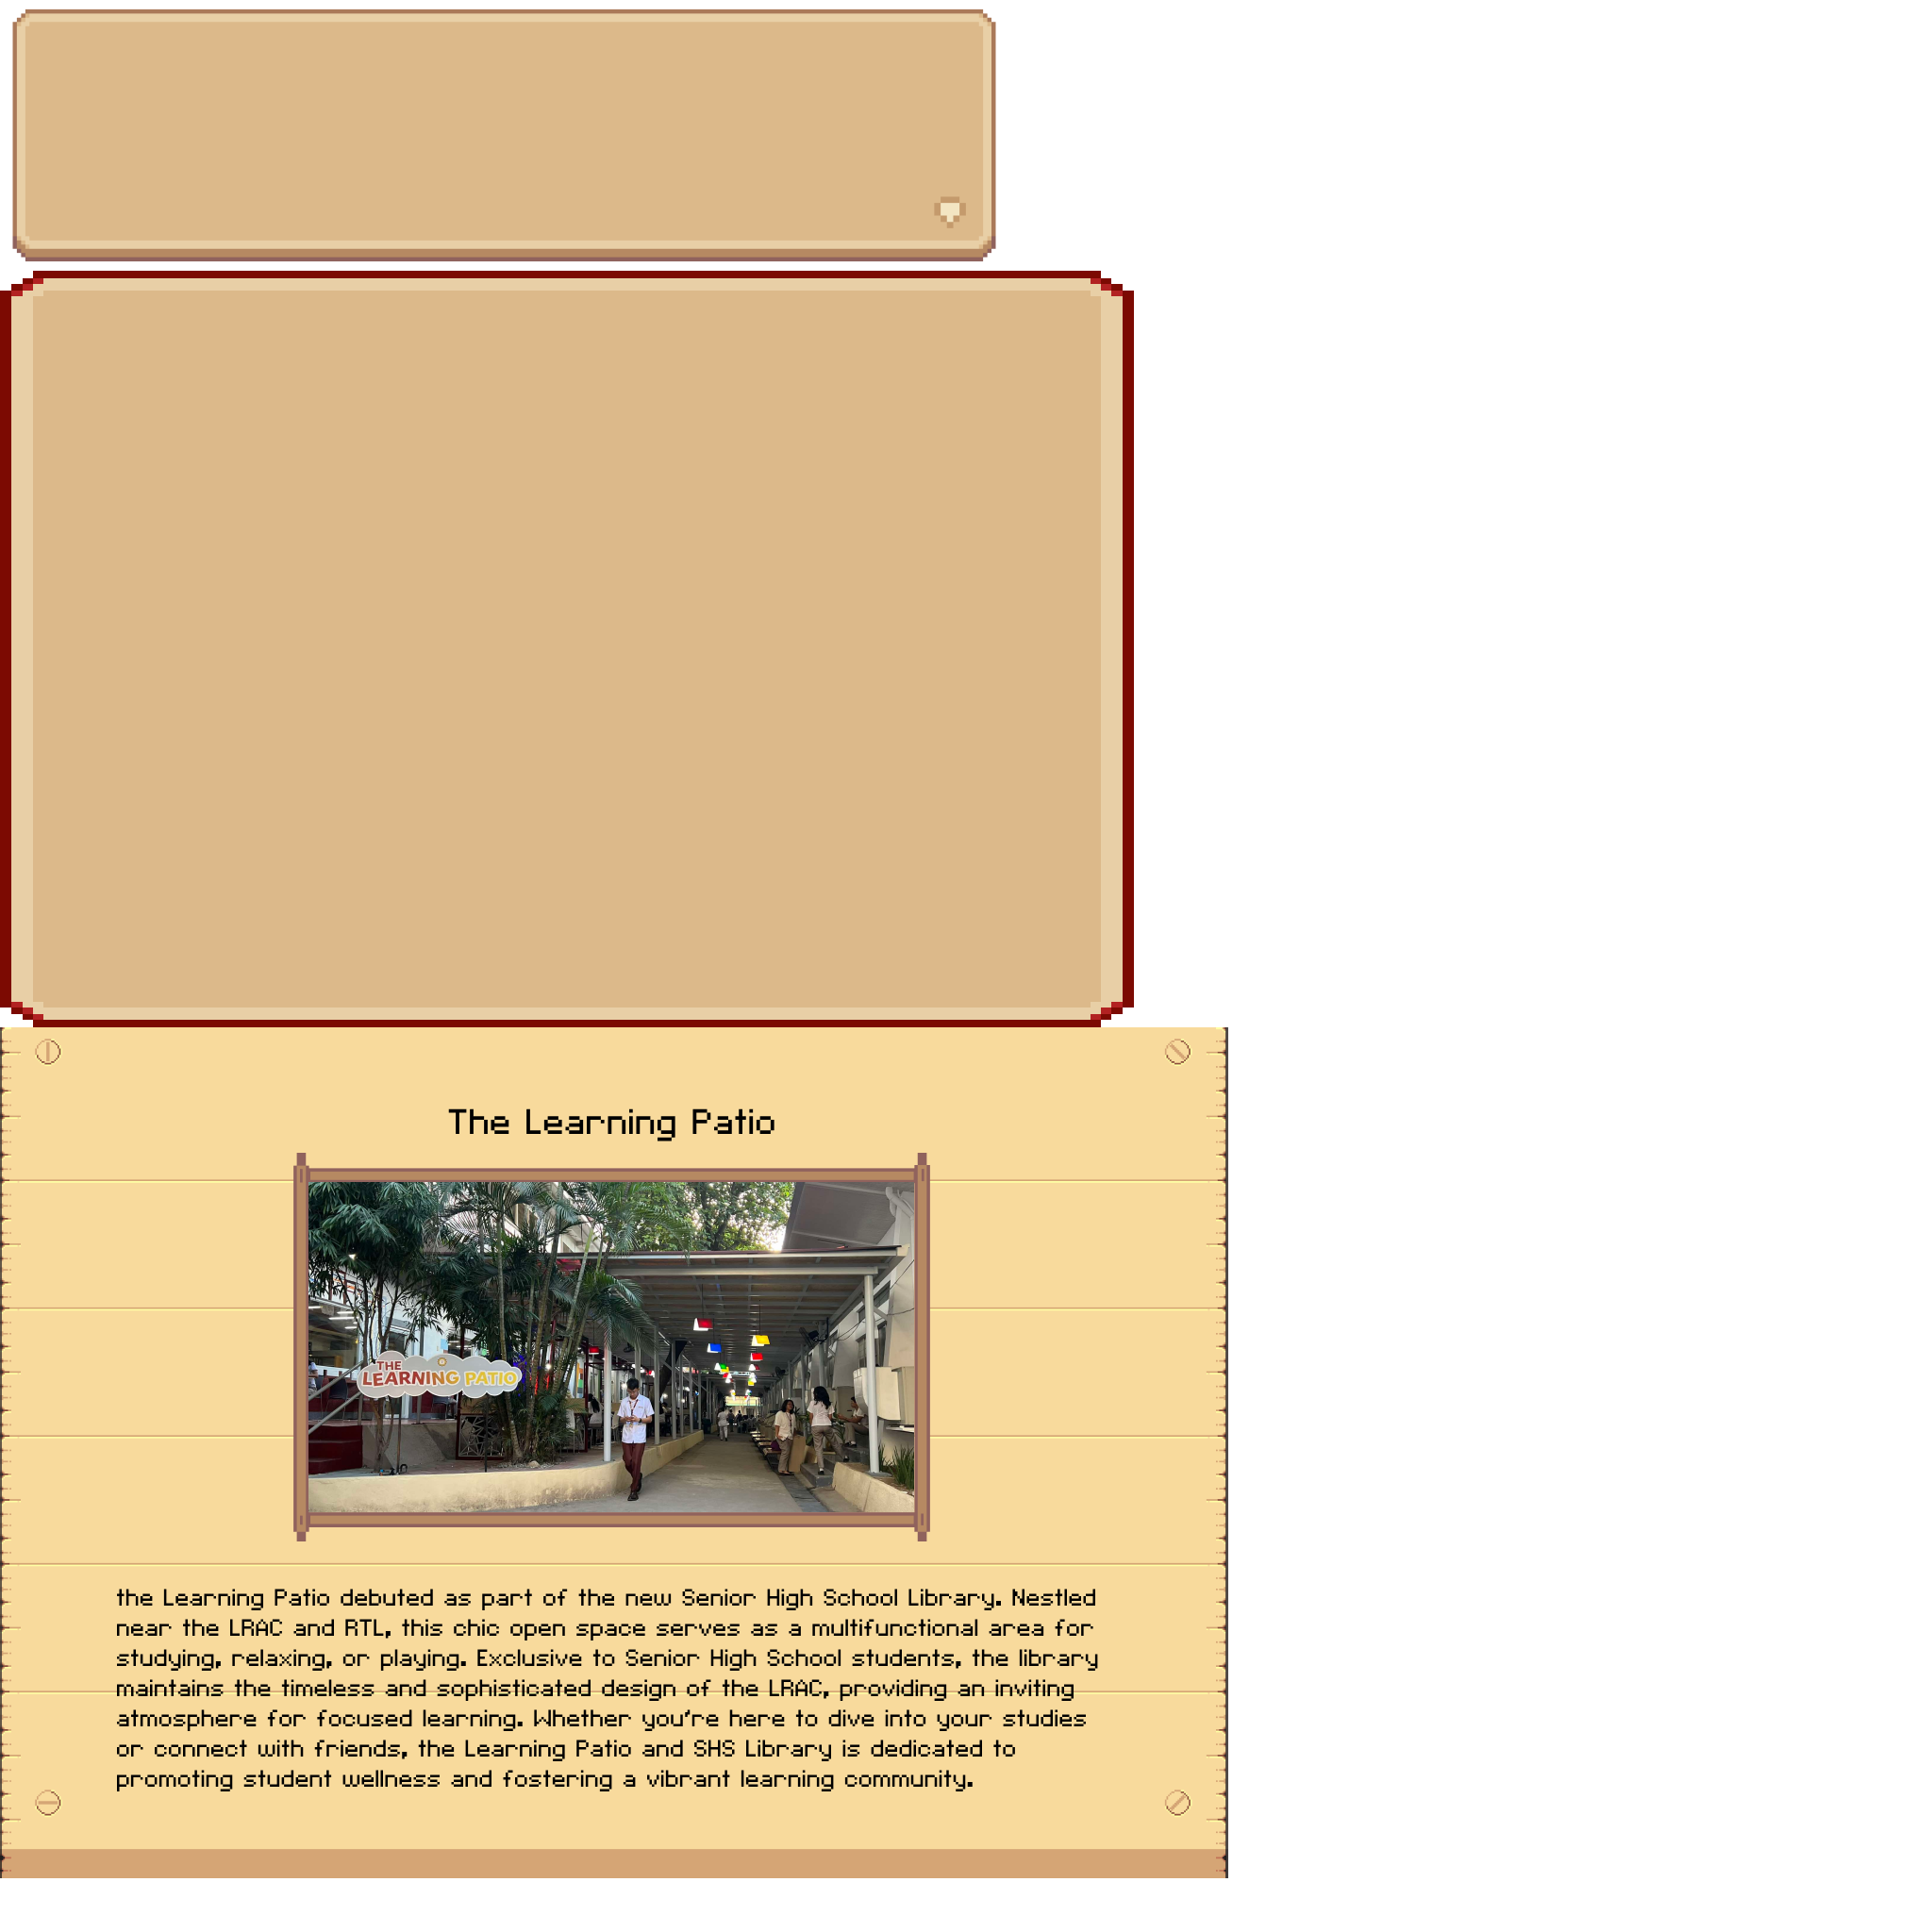 The Learning Patio
THE
LEARNING PATIO
the Learning Patio debuted as part of the new Senior High School Library. Nestled
near the LRAC and RTL, this chic open space serves as a multifunctional area for
studying, relaxing, or playing. Exclusive to Senior High School students, the library
maintains the timeless and sophisticated design of the LRAC, providing an inviting
atmosphere for focused learning. Whether you're here to dive into your studies
or connect with friends, the Learning Patio and SHS Library is dedicated to
promoting student wellness and fostering a vibrant learning community.